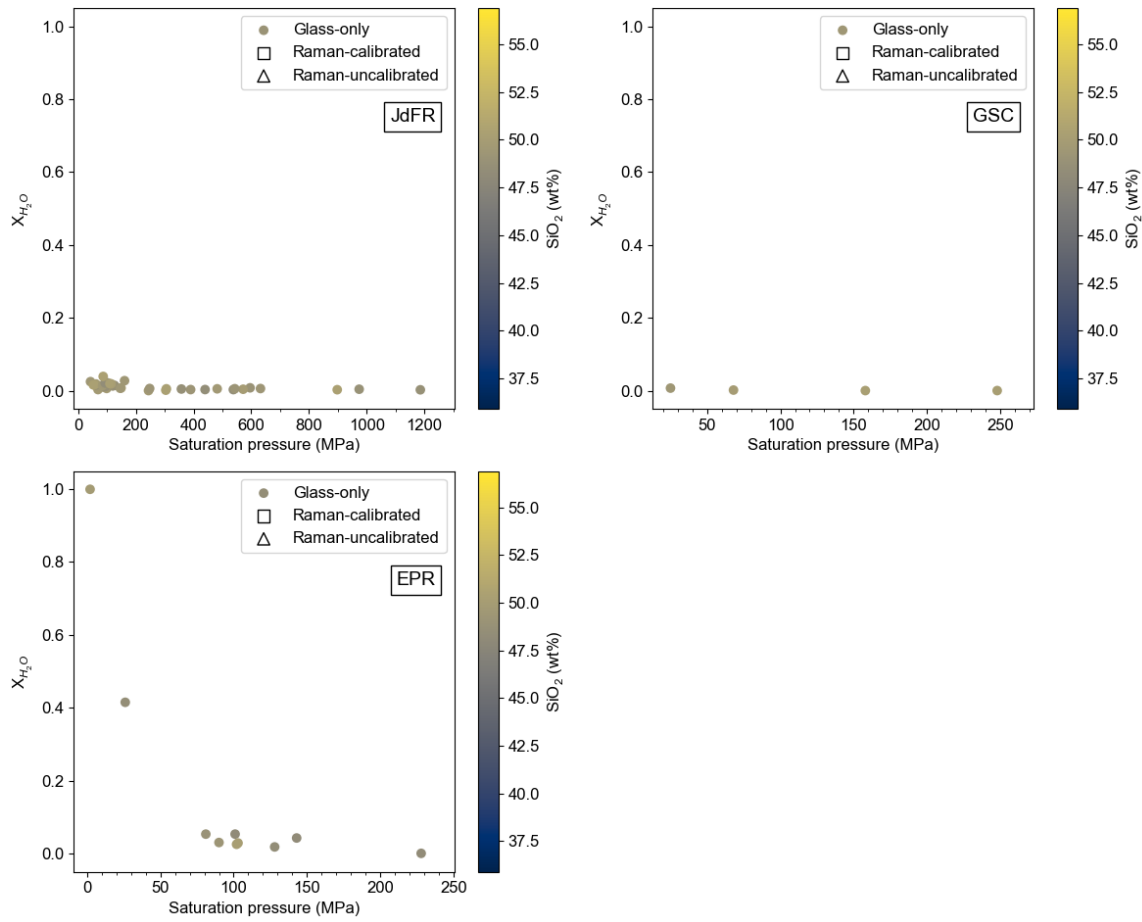 1.0
0.8
0.6
0.4
0.2
0.0
X_{H_2O}
0
200
400
600
800
1000
1200
Saturation pressure (MPa)
Glass-only
Raman-calibrated
Raman-uncalibrated
JdFR
55.0
52.5
50.0
47.5
45.0
42.5
40.0
37.5
SiO₂ (wt%)
1.0
0.8
0.6
0.4
0.2
0.0
X_{H_2O}
50
100
150
200
250
Saturation pressure (MPa)
Glass-only
Raman-calibrated
Raman-uncalibrated
GSC
55.0
52.5
50.0
47.5
45.0
42.5
40.0
37.5
SiO₂ (wt%)
1.0
0.8
0.6
0.4
0.2
0.0
X_{H_2O}
0
50
100
150
200
250
Saturation pressure (MPa)
Glass-only
Raman-calibrated
Raman-uncalibrated
EPR
55.0
52.5
50.0
47.5
45.0
42.5
40.0
37.5
SiO₂ (wt%)